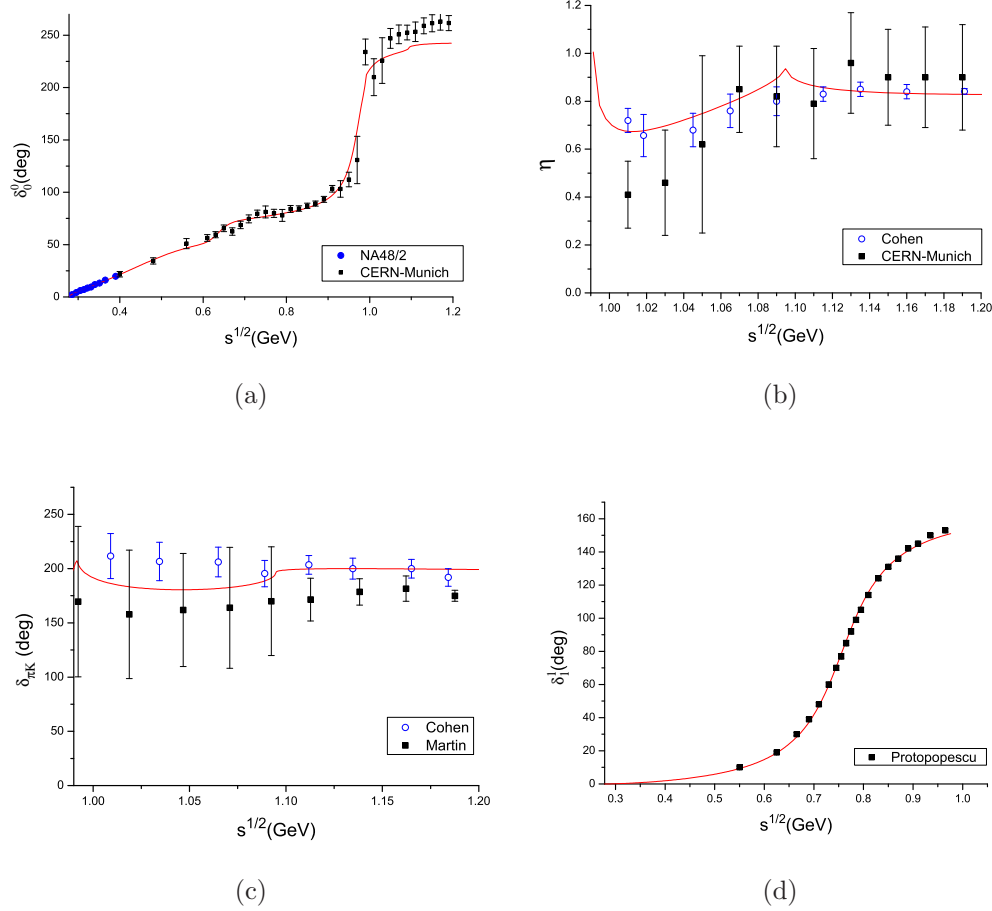 250
200
150
100
50
0
δ₀⁰(deg)
NA48/2
CERN-Munich
0.4 0.6 0.8 1.0 1.2
s^{1/2}(GeV)
(a)
1.2
1.0
0.8
0.6
0.4
0.2
0.0
η
Cohen
CERN-Munich
1.00 1.02 1.04 1.06 1.08 1.10 1.12 1.14 1.16 1.18 1.20
s^{1/2}(GeV)
(b)
250
200
150
100
50
0
δ_{πK} (deg)
Cohen
Martin
1.00 1.05 1.10 1.15 1.20
s^{1/2}(GeV)
(c)
160
140
120
100
80
60
40
20
0
δ₁¹(deg)
Protopopescu
0.3 0.4 0.5 0.6 0.7 0.8 0.9 1.0
s^{1/2}(GeV)
(d)